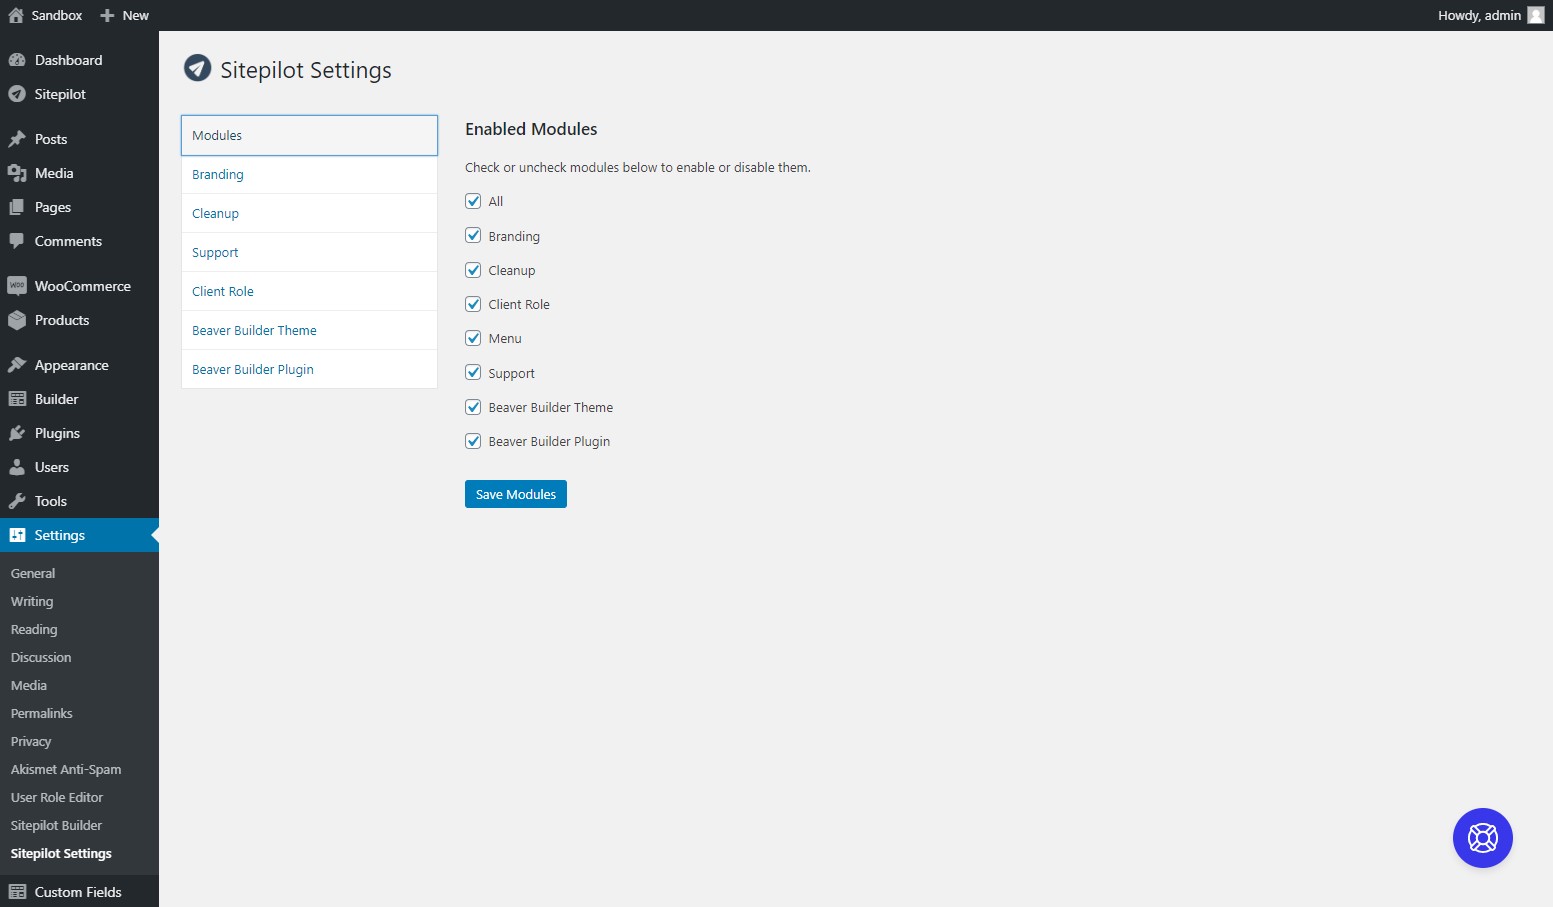 Sandbox
New
Howdy, admin
Dashboard
Sitepilot
Posts
Media
Pages
Comments
Woo WooCommerce
Products
Appearance
Builder
Plugins
Users
Tools
Settings
General
Writing
Reading
Discussion
Media
Permalinks
Privacy
Akismet Anti-Spam
User Role Editor
Sitepilot Builder
Sitepilot Settings
Custom Fields
Sitepilot Settings
Modules
Branding
Cleanup
Support
Client Role
Beaver Builder Theme
Beaver Builder Plugin
Enabled Modules
Check or uncheck modules below to enable or disable them.
All
Branding
Cleanup
Client Role
Menu
Support
Beaver Builder Theme
Beaver Builder Plugin
Save Modules